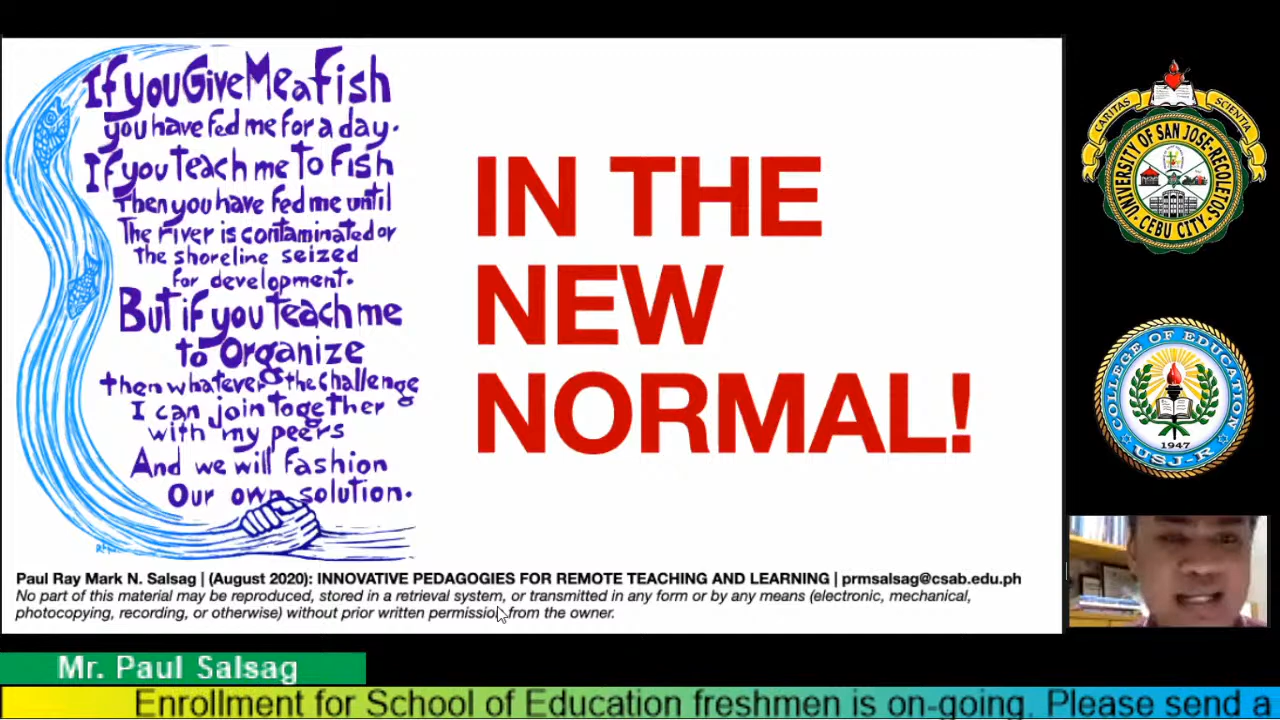 If you Give Me a Fish
you have fed me for a day.
If you Teach me To Fish
Then you have fed me until
The river is contaminated or
the shoreline seized
for development.
But if you teach me
to Organize
then whatever the challenge
I can join together
with my peers
And we will fashion
Our own solution.
IN THE
NEW
NORMAL!
Paul Ray Mark N. Salsag | (August 2020): INNOVATIVE PEDAGOGIES FOR REMOTE TEACHING AND LEARNING | prmsalsag@csab.edu.ph
No part of this material may be reproduced, stored in a retrieval system, or transmitted in any form or by any means (electronic, mechanical,
photocopying, recording, or otherwise) without prior written permission from the owner.
CARITAS
SCIENTIA
UNIVERSITY OF SAN JOSE-RECOLETOS
CEBU CITY
COLLEGE OF EDUCATION
1947
USJ-R
Mr. Paul Salsag
Enrollment for School of Education freshmen is on-going. Please send a